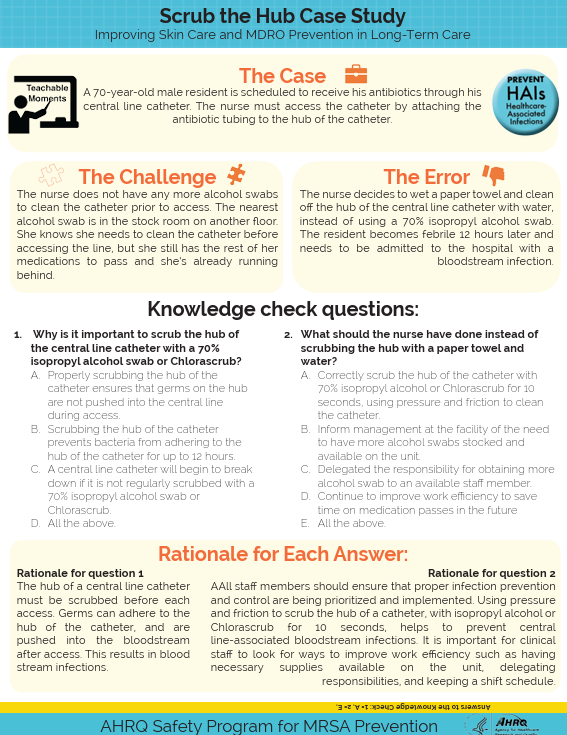 Scrub the Hub Case Study
Improving Skin Care and MDRO Prevention in Long-Term Care
Teachable
Moments
The Case
A 70-year-old male resident is scheduled to receive his antibiotics through his
central line catheter. The nurse must access the catheter by attaching the
antibiotic tubing to the hub of the catheter.
PREVENT
HAIs
Healthcare-
Associated
Infections
The Challenge
The nurse does not have any more alcohol swabs
to clean the catheter prior to access. The nearest
alcohol swab is in the stock room on another floor.
She knows she needs to clean the catheter before
accessing the line, but she still has the rest of her
medications to pass and she's already running
behind.
The Error
The nurse decides to wet a paper towel and clean
off the hub of the central line catheter with water,
instead of using a 70% isopropyl alcohol swab.
The resident becomes febrile 12 hours later and
needs to be admitted to the hospital with a
bloodstream infection.
Knowledge check questions:
1. Why is it important to scrub the hub of
the central line catheter with a 70%
isopropyl alcohol swab or Chlorascrub?
A. Properly scrubbing the hub of the
catheter ensures that germs on the hub
are not pushed into the central line
during access.
B. Scrubbing the hub of the catheter
prevents bacteria from adhering to the
hub of the catheter for up to 12 hours.
C. A central line catheter will begin to break
down if it is not regularly scrubbed with a
70% isopropyl alcohol swab or
Chlorascrub.
D. All the above.
2. What should the nurse have done instead of
scrubbing the hub with a paper towel and
water?
A. Correctly scrub the hub of the catheter with
70% isopropyl alcohol or Chlorascrub for 10
seconds, using pressure and friction to clean
the catheter.
B. Inform management at the facility of the need
to have more alcohol swabs stocked and
available on the unit.
C. Delegated the responsibility for obtaining more
alcohol swab to an available staff member.
D. Continue to improve work efficiency to save
time on medication passes in the future
E. All the above.
Rationale for Each Answer:
Rationale for question 1
The hub of a central line catheter
must be scrubbed before each
access. Germs can adhere to the
hub of the catheter, and are
pushed into the bloodstream
after access. This results in blood
stream infections.
Rationale for question 2
AAll staff members should ensure that proper infection prevention
and control are being prioritized and implemented. Using pressure
and friction to scrub the hub of a catheter, with isopropyl alcohol or
Chlorascrub for 10 seconds, helps to prevent central
line-associated bloodstream infections. It is important for clinical
staff to look for ways to improve work efficiency such as having
necessary supplies available on the unit, delegating
responsibilities, and keeping a shift schedule.
Answers to the Knowledge Check: 1= A, 2= E.
AHRQ Safety Program for MRSA Prevention
AHRQ
Agency for Healthcare